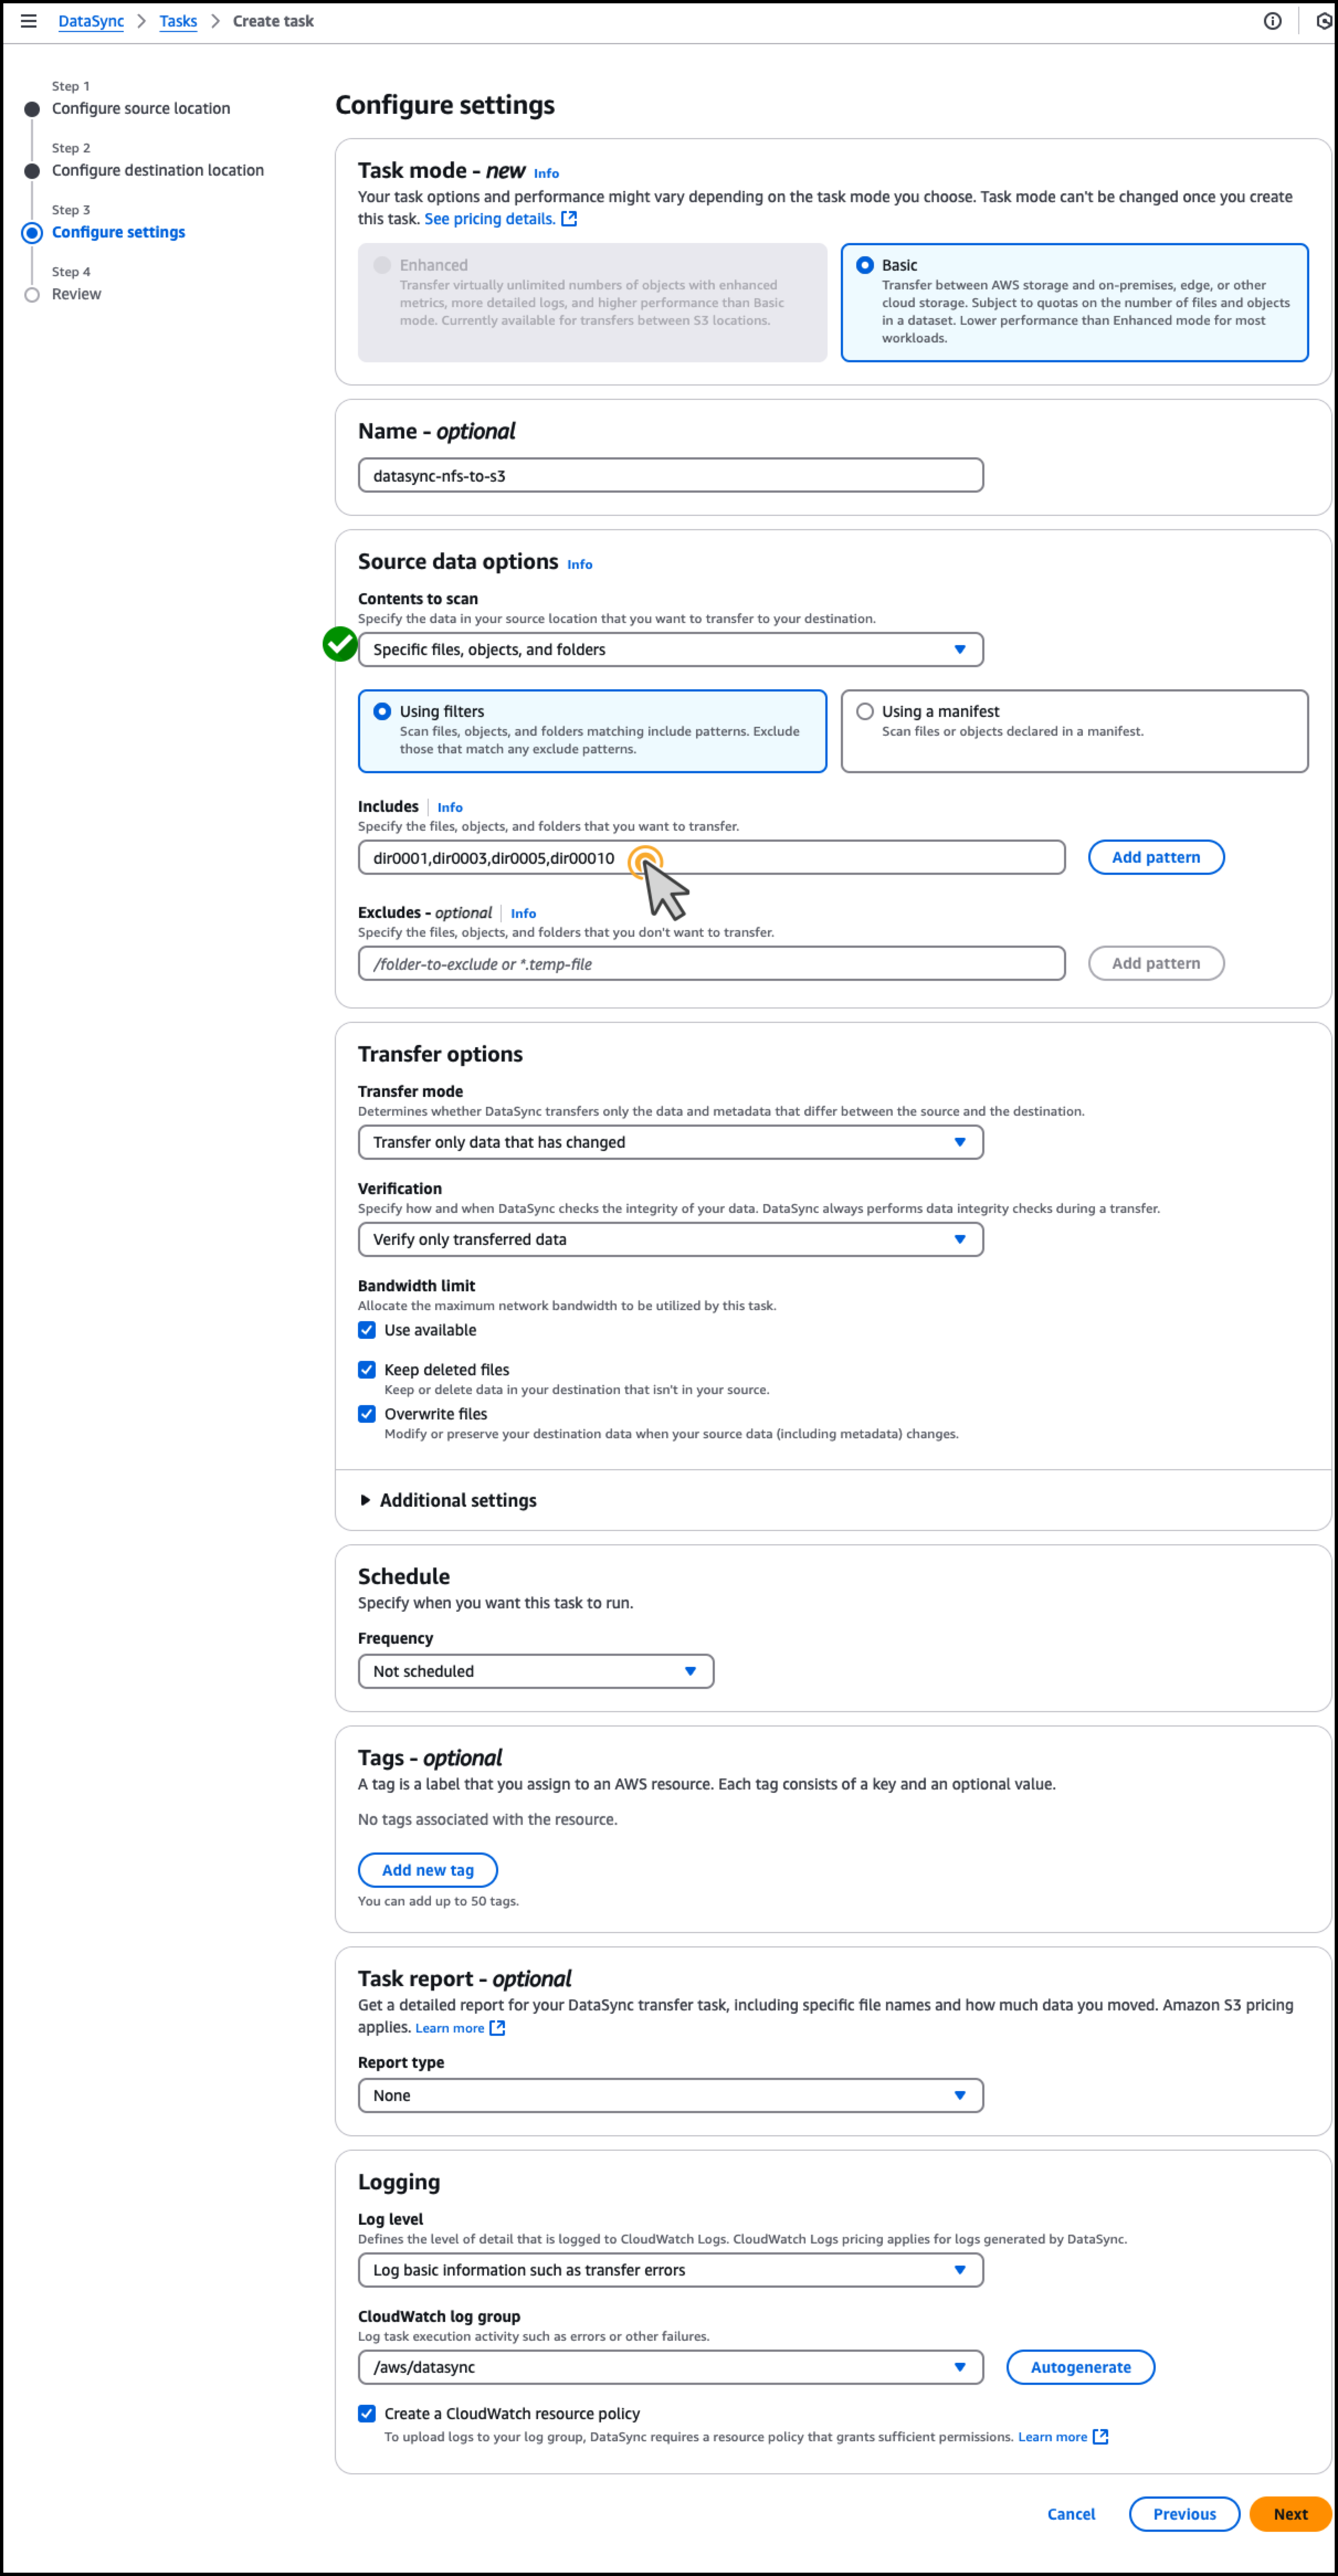 DataSync > Tasks > Create task
Step 1
Configure source location
Step 2
Configure destination location
Step 3
Configure settings
Step 4
Review
Configure settings
Task mode - new Info
Your task options and performance might vary depending on the task mode you choose. Task mode can't be changed once you create
this task. See pricing details.
Enhanced
Transfer virtually unlimited numbers of objects with enhanced
metrics, more detailed logs, and higher performance than Basic
mode. Currently available for transfers between S3 locations.
Basic
Transfer between AWS storage and on-premises, edge, or other
cloud storage. Subject to quotas on the number of files and objects
in a dataset. Lower performance than Enhanced mode for most
workloads.
Name - optional
datasync-nfs-to-s3
Source data options Info
Contents to scan
Specify the data in your source location that you want to transfer to your destination.
Specific files, objects, and folders
Using filters
Scan files, objects, and folders matching include patterns. Exclude
those that match any exclude patterns.
Using a manifest
Scan files or objects declared in a manifest.
Includes Info
Specify the files, objects, and folders that you want to transfer.
dir0001,dir0003,dir0005,dir00010
Add pattern
Excludes - optional Info
Specify the files, objects, and folders that you don't want to transfer.
/folder-to-exclude or *.temp-file
Add pattern
Transfer options
Transfer mode
Determines whether DataSync transfers only the data and metadata that differ between the source and the destination.
Transfer only data that has changed
Verification
Specify how and when DataSync checks the integrity of your data. DataSync always performs data integrity checks during a transfer.
Verify only transferred data
Bandwidth limit
Allocate the maximum network bandwidth to be utilized by this task.
Use available
Keep deleted files
Keep or delete data in your destination that isn't in your source.
Overwrite files
Modify or preserve your destination data when your source data (including metadata) changes.
Additional settings
Schedule
Specify when you want this task to run.
Frequency
Not scheduled
Tags - optional
A tag is a label that you assign to an AWS resource. Each tag consists of a key and an optional value.
No tags associated with the resource.
Add new tag
You can add up to 50 tags.
Task report - optional
Get a detailed report for your DataSync transfer task, including specific file names and how much data you moved. Amazon S3 pricing
applies. Learn more
Report type
None
Logging
Log level
Defines the level of detail that is logged to CloudWatch Logs. CloudWatch Logs pricing applies for logs generated by DataSync.
Log basic information such as transfer errors
CloudWatch log group
Log task execution activity such as errors or other failures.
/aws/datasync
Autogenerate
Create a CloudWatch resource policy
To upload logs to your log group, DataSync requires a resource policy that grants sufficient permissions. Learn more
Cancel
Previous
Next